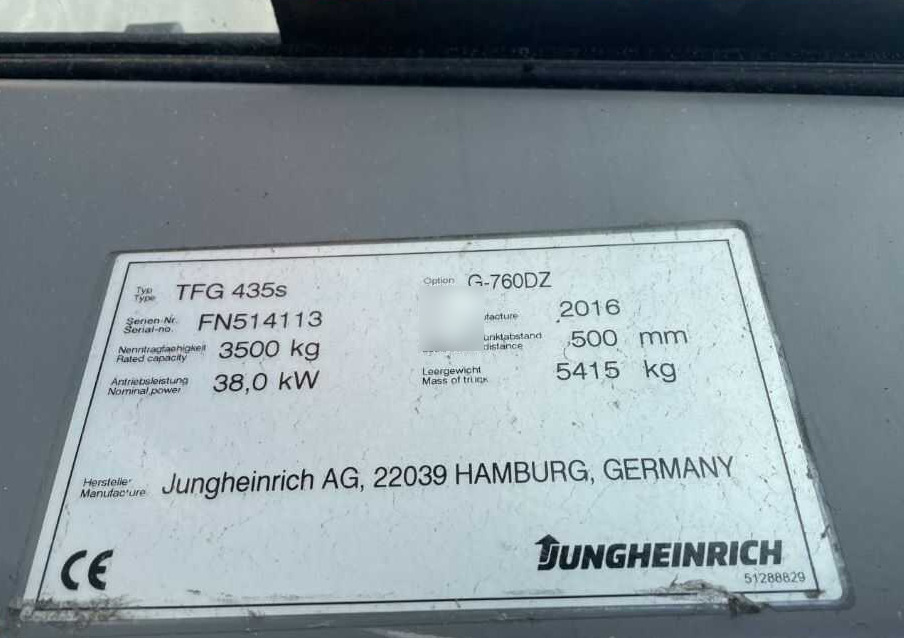 Typ
Type TFG 435s Option G-760DZ
Serien-Nr.
Serial-no. FN514113 2016
Nenntragfaehigkeit
Rated capacity 3500 kg distance 500 mm
Antriebsleistung
Nominal power 38,0 kW
Leergewicht
Mass of truck 5415 kg
Hersteller
Manufacture Jungheinrich AG, 22039 HAMBURG, GERMANY
CE
JUNGHEINRICH
51288829